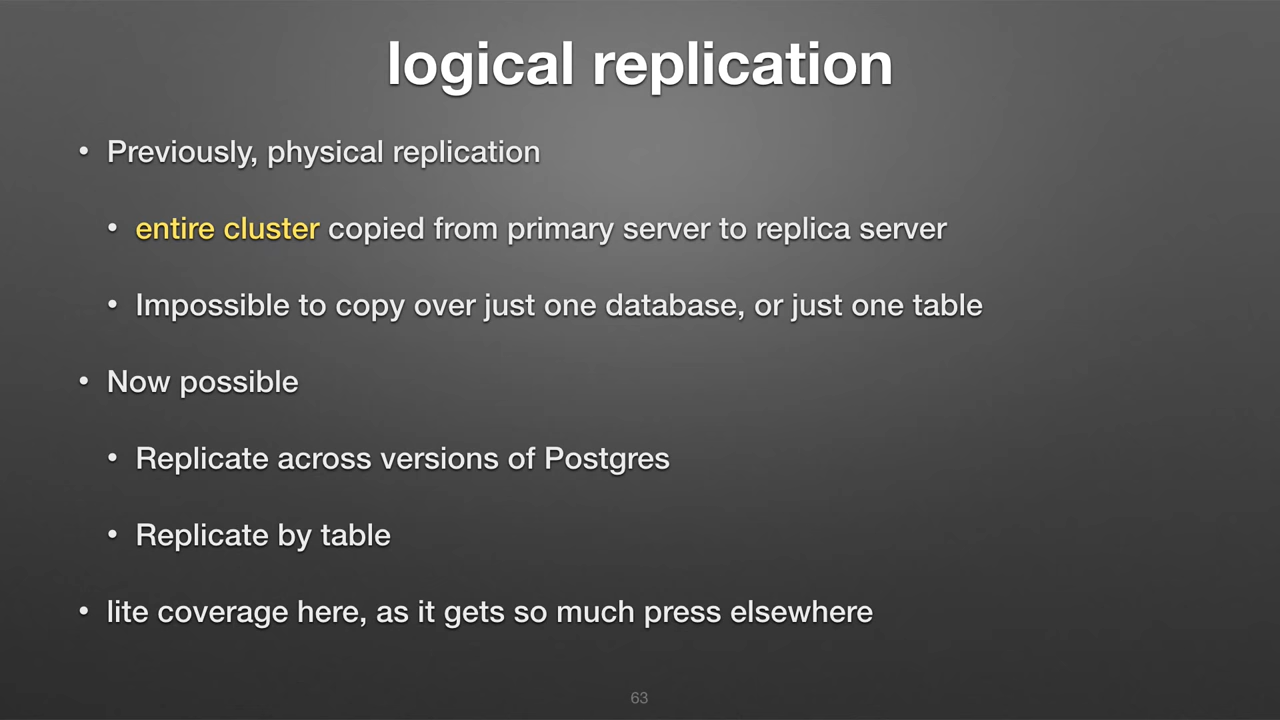 logical replication
• Previously, physical replication
• entire cluster copied from primary server to replica server
• Impossible to copy over just one database, or just one table
• Now possible
• Replicate across versions of Postgres
• Replicate by table
• lite coverage here, as it gets so much press elsewhere
63